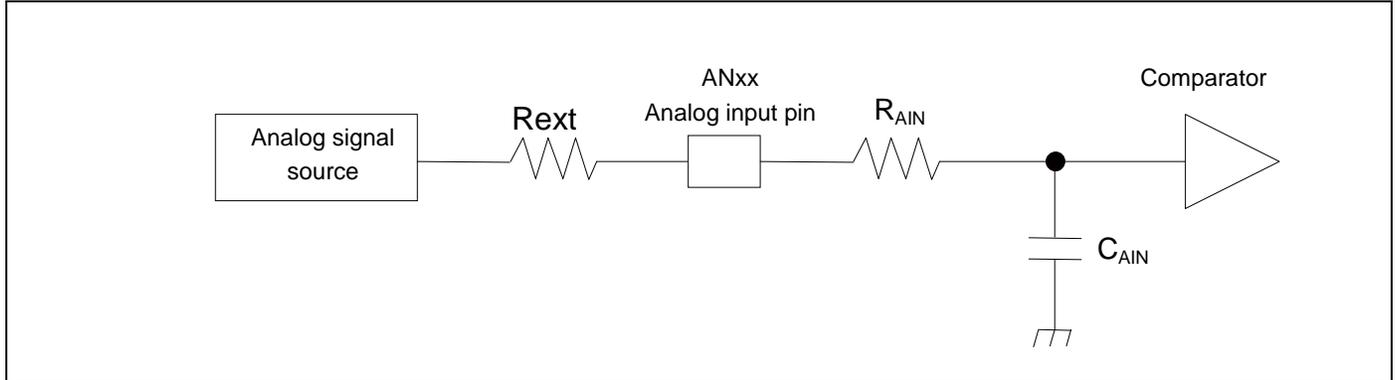 ANxx
Analog input pin
Comparator
Analog signal
source
Rext
RAIN
CAIN